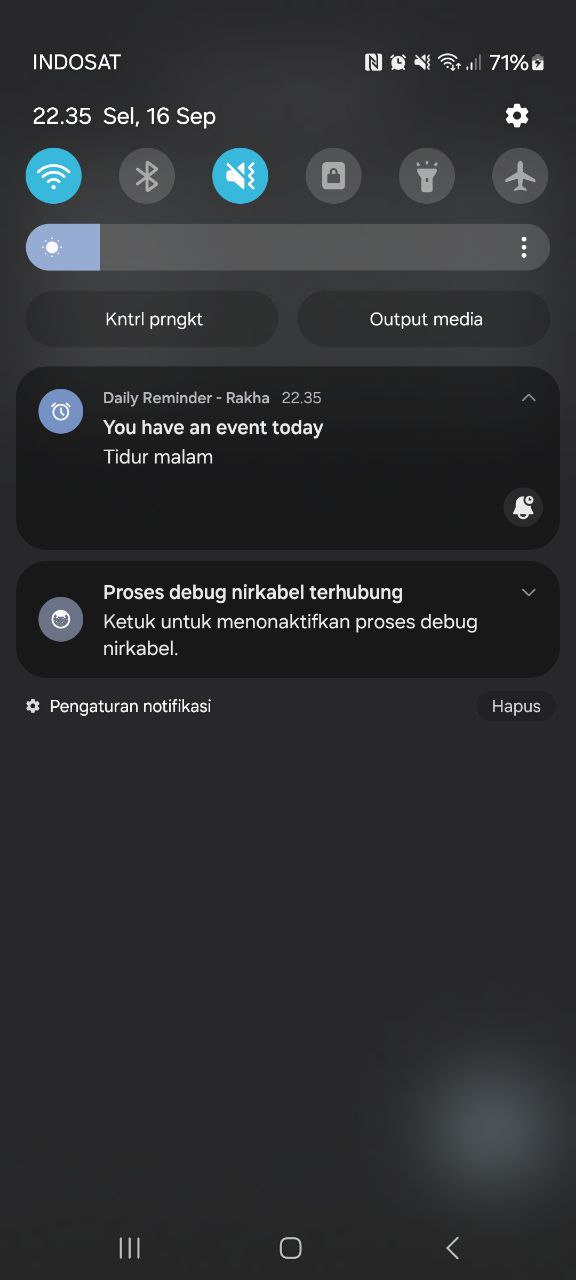 INDOSAT 71%
22.35 Sel, 16 Sep
Kntrl prngkt Output media
Daily Reminder - Rakha 22.35
You have an event today
Tidur malam
Proses debug nirkabel terhubung
Ketuk untuk menonaktifkan proses debug
nirkabel.
Pengaturan notifikasi Hapus